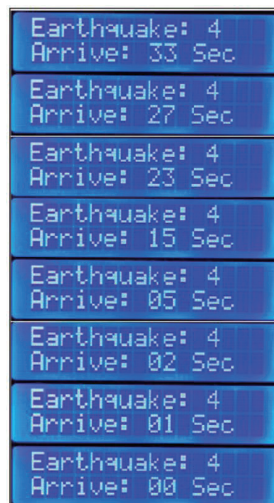 Earthquake: 4
Arrive: 33 Sec
Earthquake: 4
Arrive: 27 Sec
Earthquake: 4
Arrive: 23 Sec
Earthquake: 4
Arrive: 15 Sec
Earthquake: 4
Arrive: 05 Sec
Earthquake: 4
Arrive: 02 Sec
Earthquake: 4
Arrive: 01 Sec
Earthquake: 4
Arrive: 00 Sec